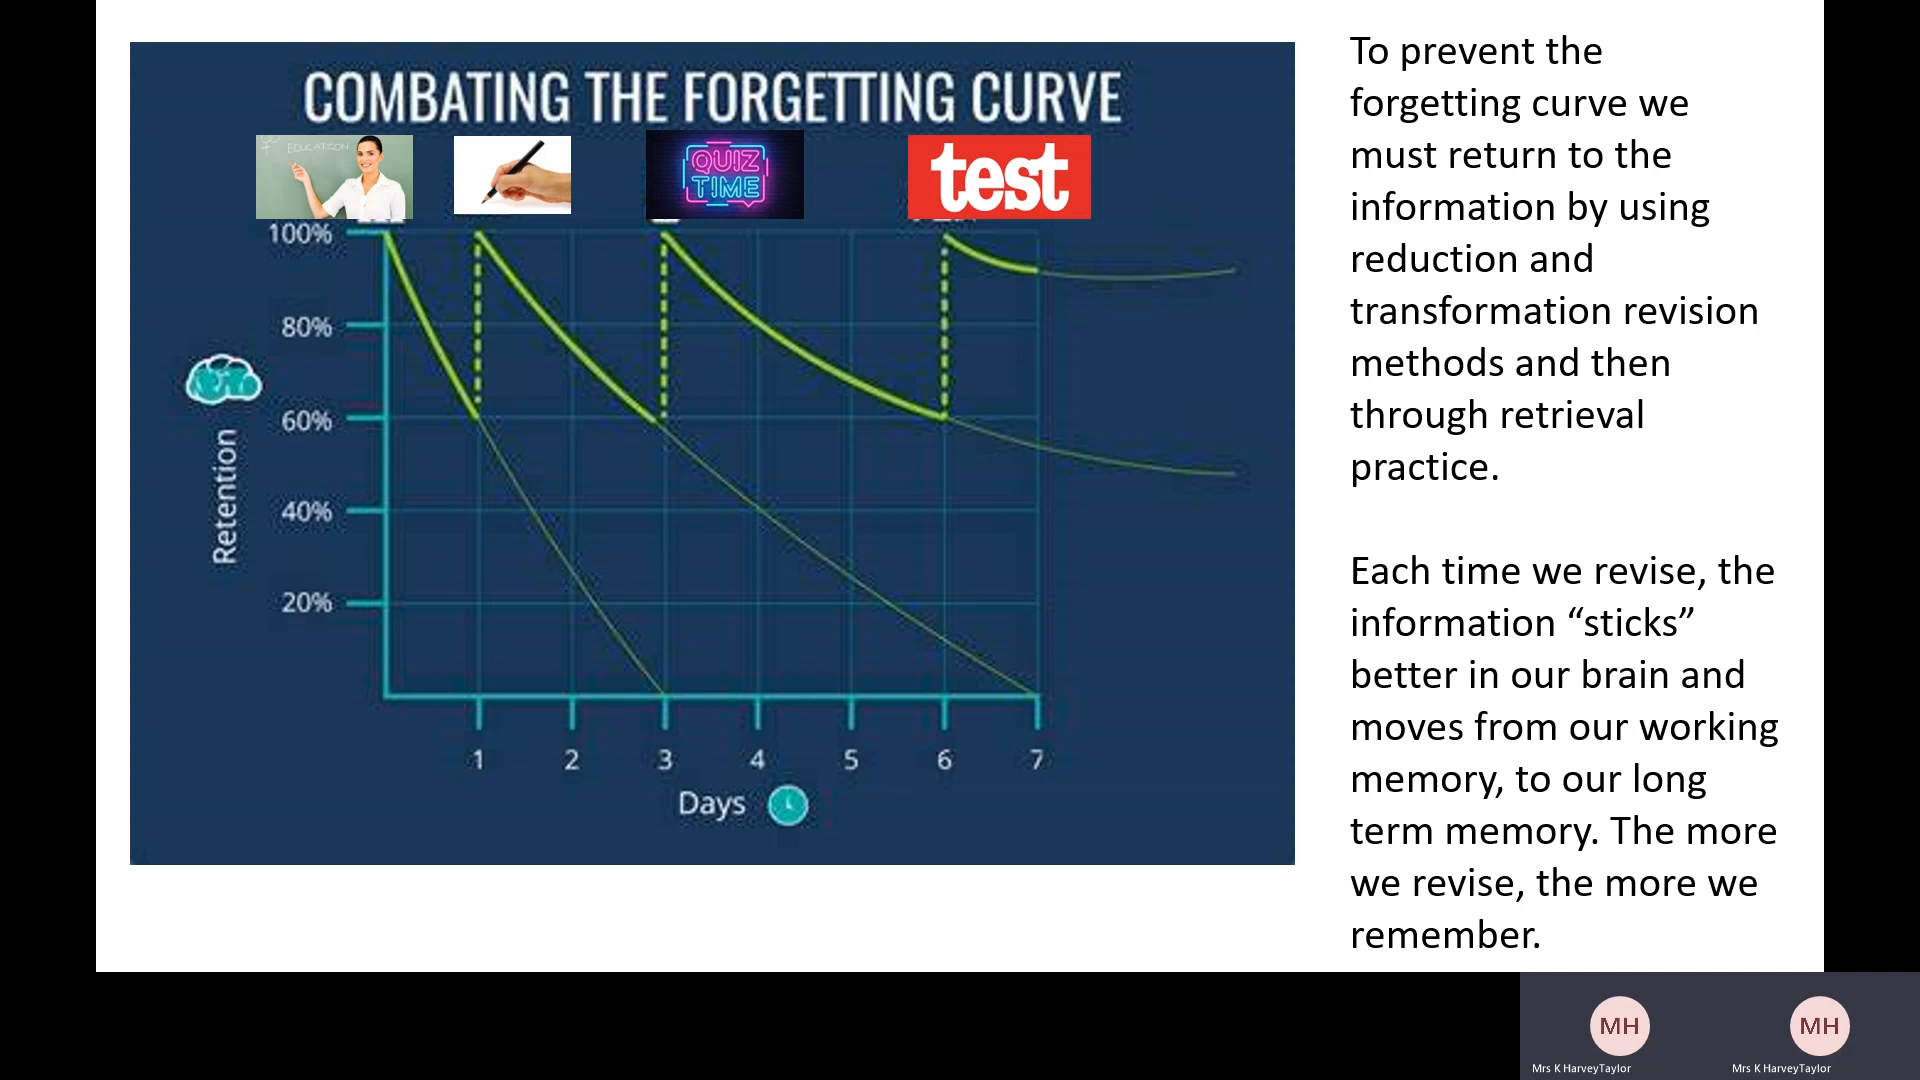 COMBATING THE FORGETTING CURVE
EDUCATION
QUIZ
TIME
test
100%
80%
60%
40%
20%
Retention
1 2 3 4 5 6 7
Days
To prevent the
forgetting curve we
must return to the
information by using
reduction and
transformation revision
methods and then
through retrieval
practice.
Each time we revise, the
information “sticks”
better in our brain and
moves from our working
memory, to our long
term memory. The more
we revise, the more we
remember.
MH
Mrs K HarveyTaylor
MH
Mrs K HarveyTaylor